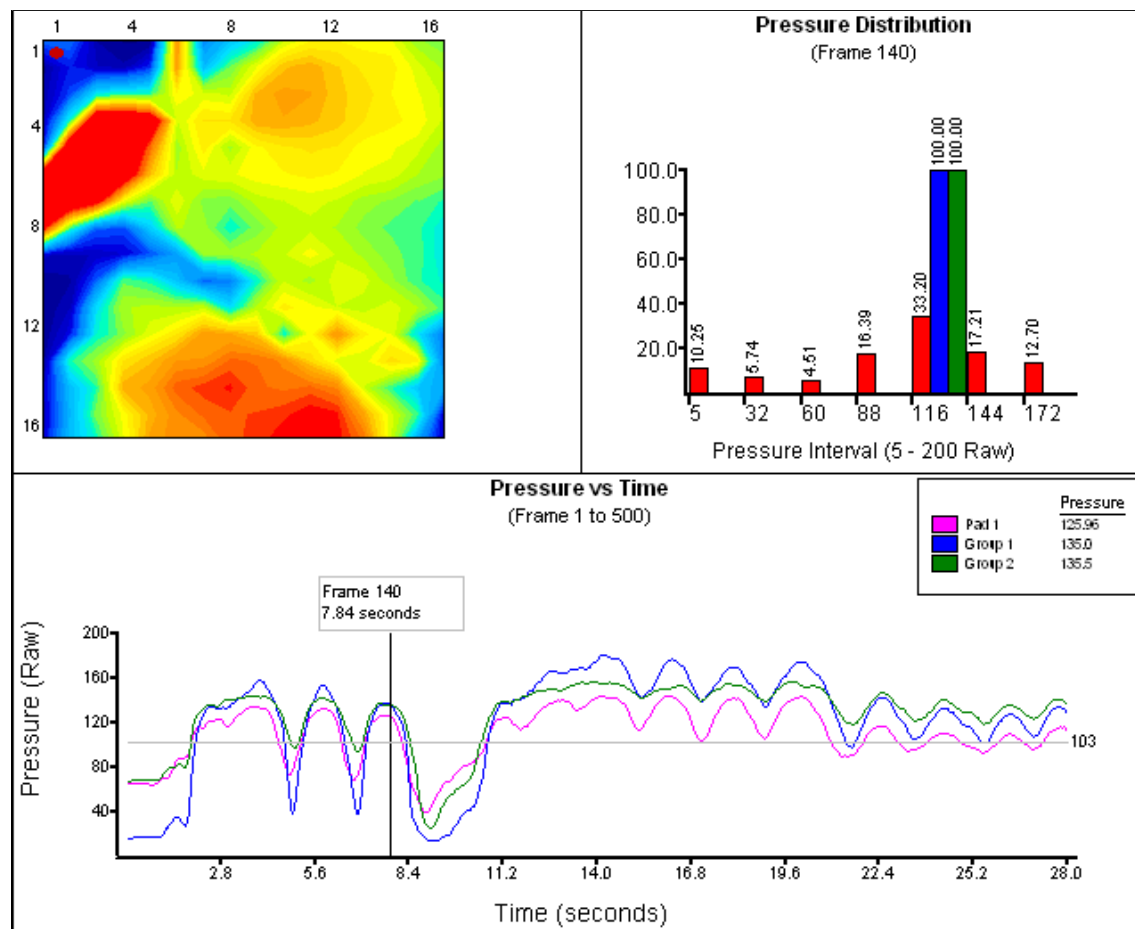 1 4 8 12 16
1
4
8
12
16
Pressure Distribution
(Frame 140)
100.0
80.0
60.0
40.0
20.0
10.25 5.74 4.51 16.39 33.20 100.00 100.00 17.21 12.70
5 32 60 88 116 144 172
Pressure Interval (5 - 200 Raw)
Pressure vs Time
(Frame 1 to 500)
Pressure
Pad 1 125.96
Group 1 135.0
Group 2 135.5
Frame 140
7.84 seconds
Pressure (Raw)
200
160
120
80
40
103
2.8 5.6 8.4 11.2 14.0 16.8 19.6 22.4 25.2 28.0
Time (seconds)